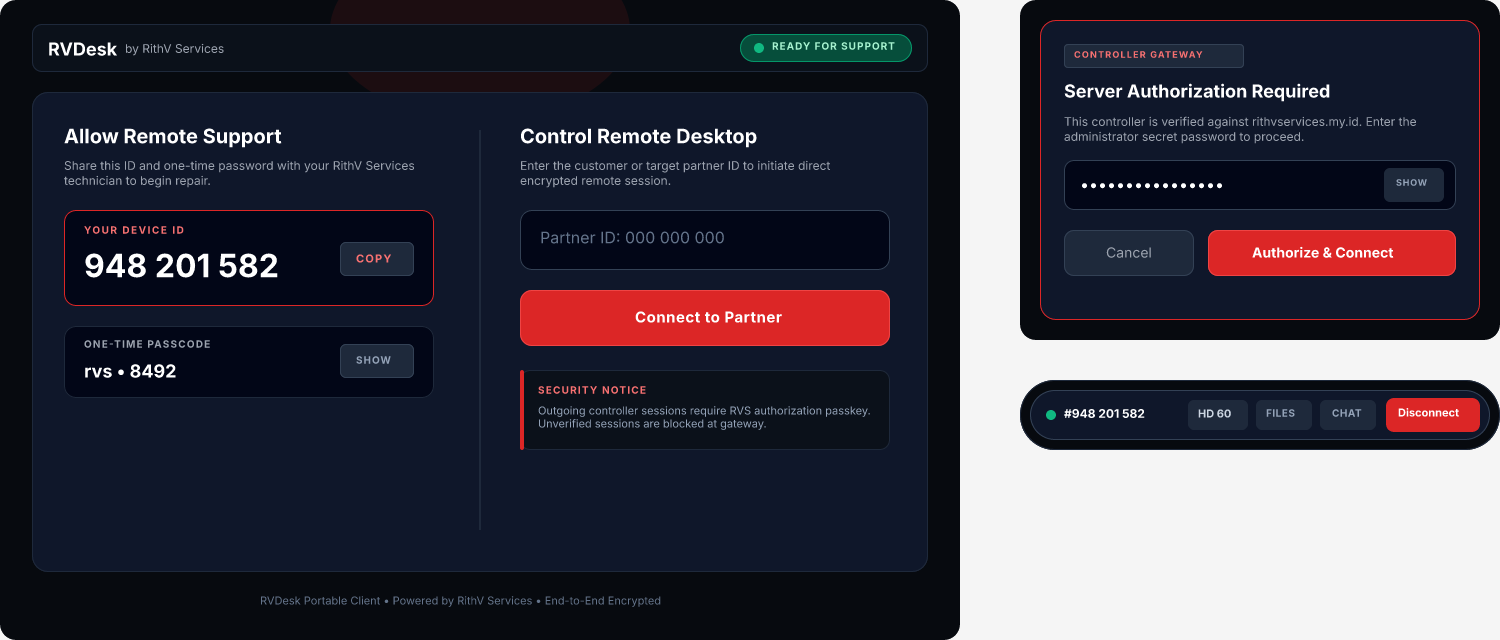 RVDesk by RithV Services
READY FOR SUPPORT
Allow Remote Support
Share this ID and one-time password with your RithV Services
technician to begin repair.
YOUR DEVICE ID
948 201 582
COPY
ONE-TIME PASSCODE
rvs • 8492
SHOW
Control Remote Desktop
Enter the customer or target partner ID to initiate direct
encrypted remote session.
Partner ID: 000 000 000
Connect to Partner
SECURITY NOTICE
Outgoing controller sessions require RVS authorization passkey.
Unverified sessions are blocked at gateway.
RVDesk Portable Client • Powered by RithV Services • End-to-End Encrypted
CONTROLLER GATEWAY
Server Authorization Required
This controller is verified against rithvservices.my.id. Enter the
administrator secret password to proceed.
••••••••••••••••
SHOW
Cancel
Authorize & Connect
#948 201 582
HD 60
FILES
CHAT
Disconnect